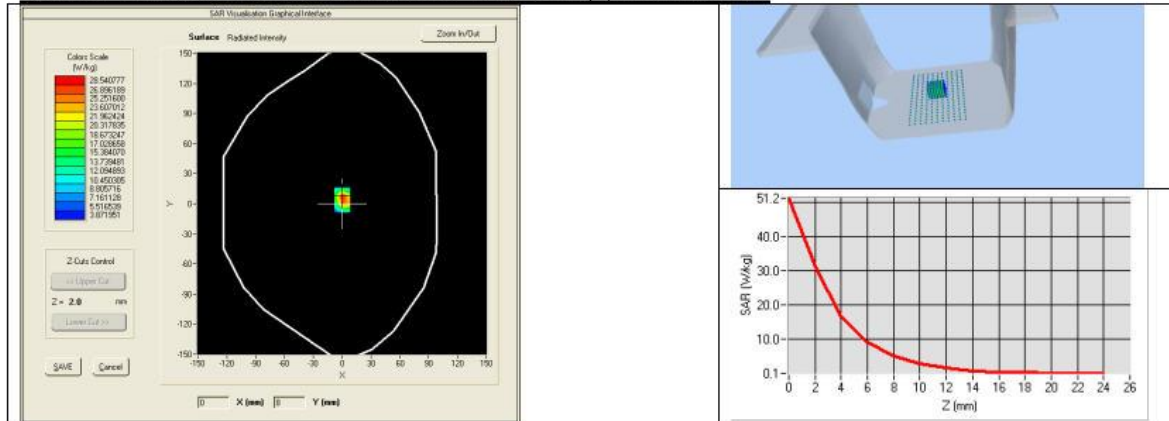 SAR Visualisation Graphical Interface
Surface Radiated Intensity
Zoom In/Out
Colors Scale
(W/kg)
28.540777
26.896189
25.251600
23.607012
21.962424
20.317835
18.673247
17.028658
15.384070
13.739481
12.094893
10.450305
8.805716
7.161128
5.516539
3.871951
Z-Cuts Control
<< Upper Cut
Z = 2.0 mm
Lower Cut >>
SAVE Cancel
150
120
90
60
30
0
-30
-60
-90
-120
-150
Y
-150 -120 -90 -60 -30 0 30 60 90 120 150
X
0 X (mm) 8 Y (mm)
51.2
40.0
30.0
20.0
10.0
0.1
SAR (W/kg)
0 2 4 6 8 10 12 14 16 18 20 22 24 26
Z (mm)